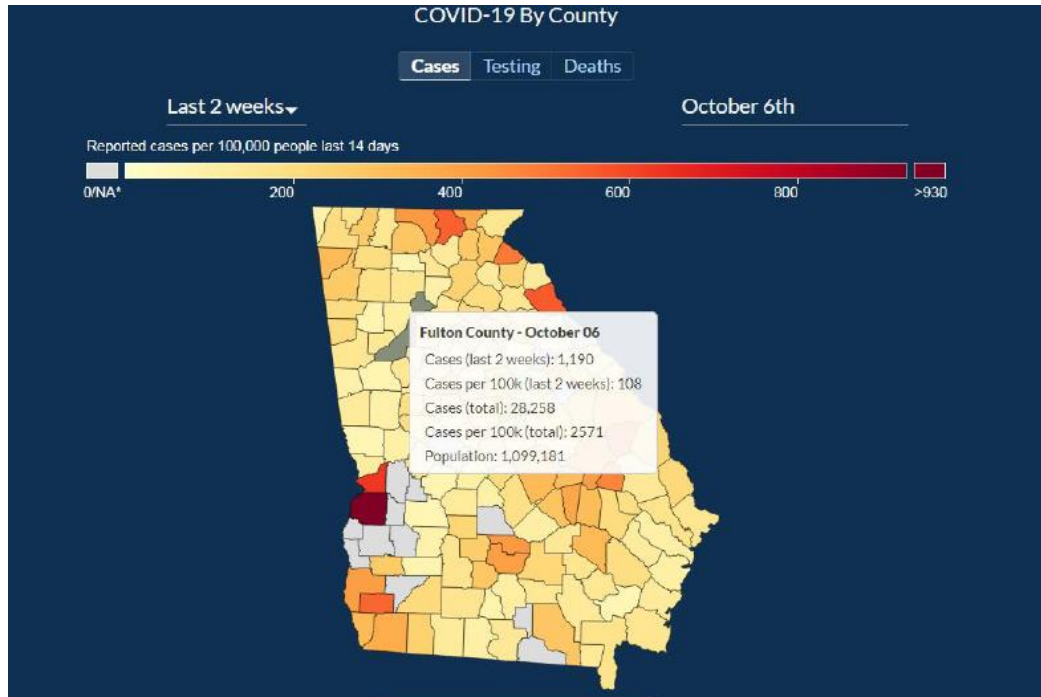 COVID-19 By County
Cases Testing Deaths
Last 2 weeks October 6th
Reported cases per 100,000 people last 14 days
0/NA* 200 400 600 800 >930
Fulton County - October 06
Cases (last 2 weeks): 1,190
Cases per 100k (last 2 weeks): 108
Cases (total): 28,258
Cases per 100k (total): 2571
Population: 1,099,181